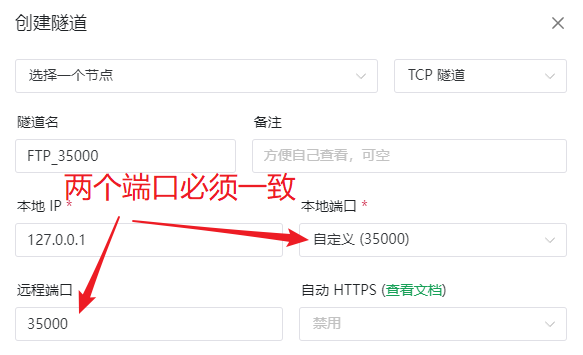 创建隧道
选择一个节点
TCP 隧道
隧道名
备注
FTP_35000
方便自己查看，可空
两个端口必须一致
本地 IP *
本地端口 *
127.0.0.1
自定义 (35000)
远程端口
自动 HTTPS (查看文档)
35000
禁用